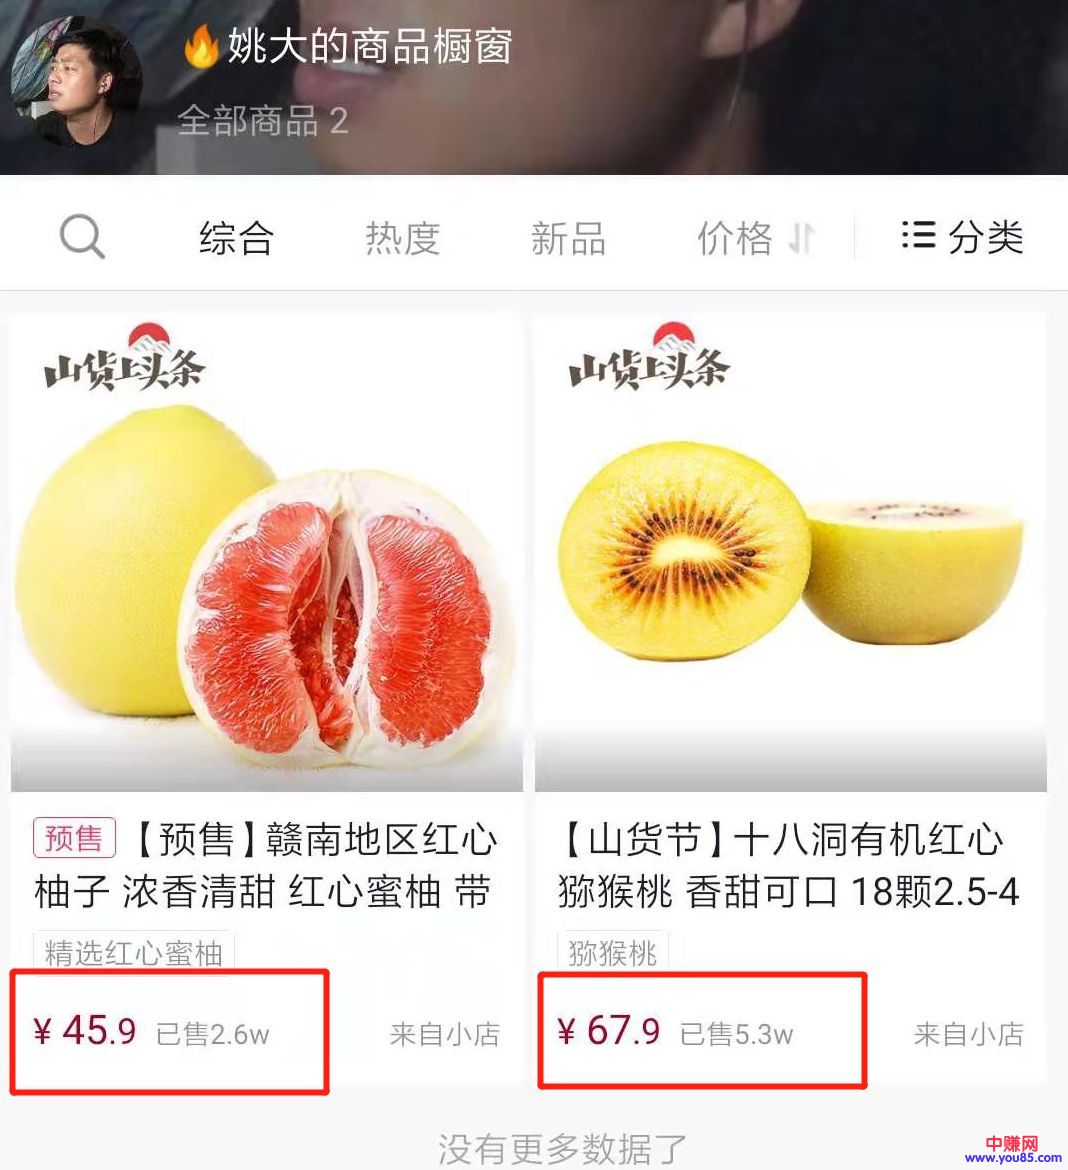 🔥姚大的商品橱窗
全部商品 2
综合 热度 新品 价格 分类
山货上头条
山货上头条
预售【预售】赣南地区红心
柚子 浓香清甜 红心蜜柚 带
精选红心蜜柚
¥ 45.9 已售2.6w 来自小店
【山货节】十八洞有机红心
猕猴桃 香甜可口 18颗2.5-4
猕猴桃
¥ 67.9 已售5.3w 来自小店
没有更多数据了
中赚网
www.you85.com